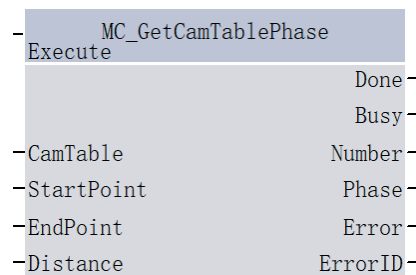 MC_GetCamTablePhase
Execute
Done
Busy
CamTable Number
StartPoint Phase
EndPoint Error
Distance ErrorID